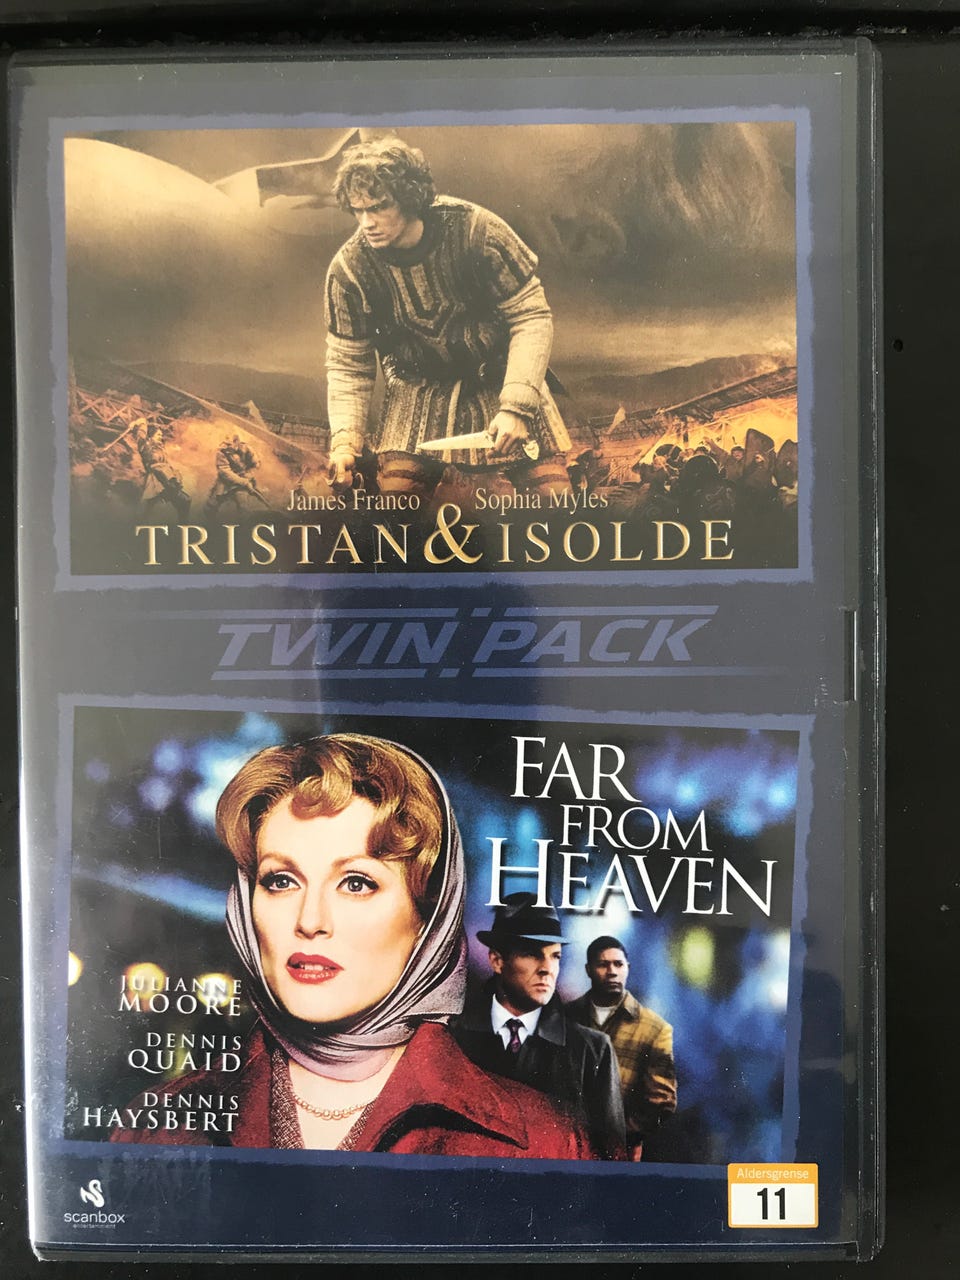 James Franco Sophia Myles
TRISTAN & ISOLDE
TWIN PACK
FAR
FROM
HEAVEN
JULIANNE
MOORE
DENNIS
QUAID
DENNIS
HAYSBERT
scanbox
entertainment
Aldersgrense
11